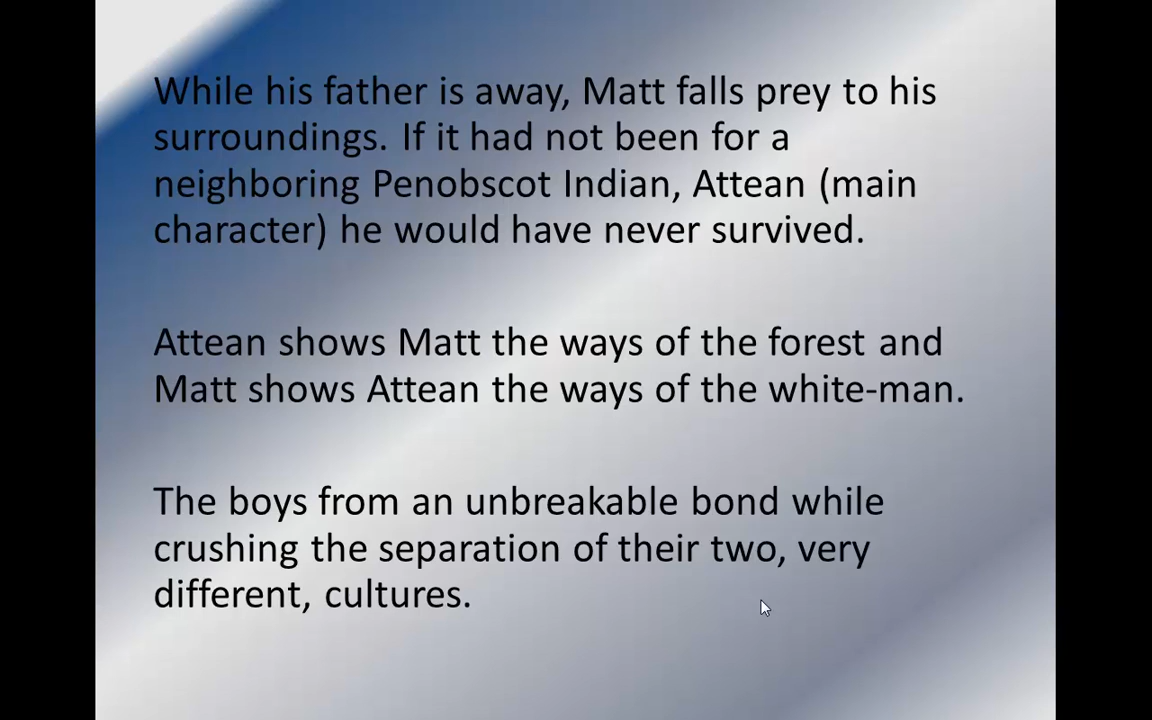 While his father is away, Matt falls prey to his
surroundings. If it had not been for a
neighboring Penobscot Indian, Attean (main
character) he would have never survived.
Attean shows Matt the ways of the forest and
Matt shows Attean the ways of the white-man.
The boys from an unbreakable bond while
crushing the separation of their two, very
different, cultures.